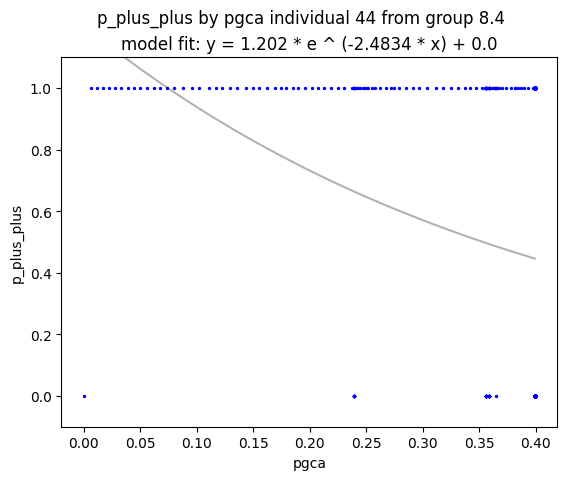 p_plus_plus by pgca individual 44 from group 8.4
model fit: y = 1.202 * e ^ (-2.4834 * x) + 0.0
1.0
0.8
0.6
0.4
0.2
0.0
p_plus_plus
0.00 0.05 0.10 0.15 0.20 0.25 0.30 0.35 0.40
pgca